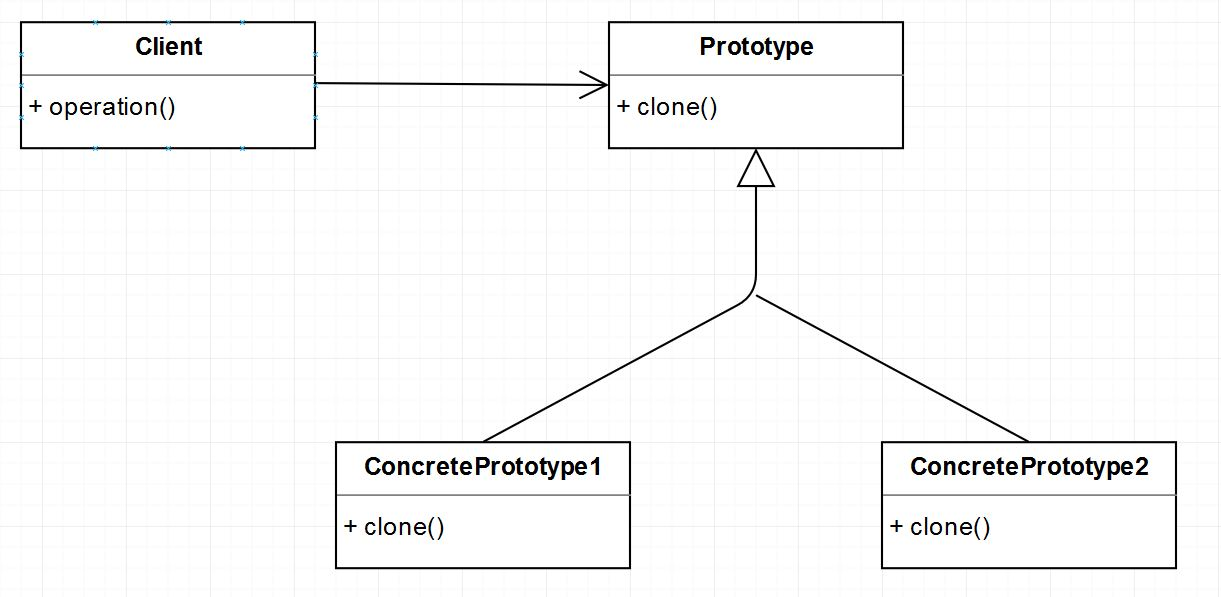 Client
+ operation()
Prototype
+ clone()
ConcretePrototype1
+ clone()
ConcretePrototype2
+ clone()